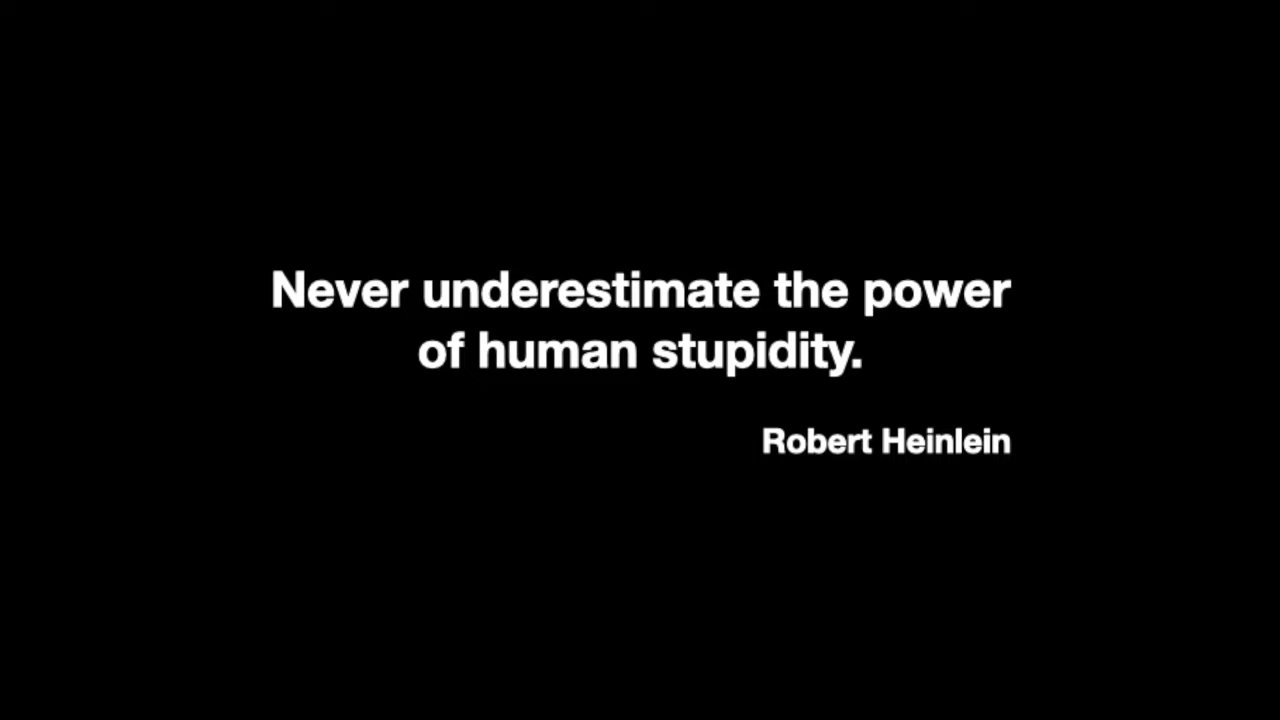 Never underestimate the power
of human stupidity.
Robert Heinlein